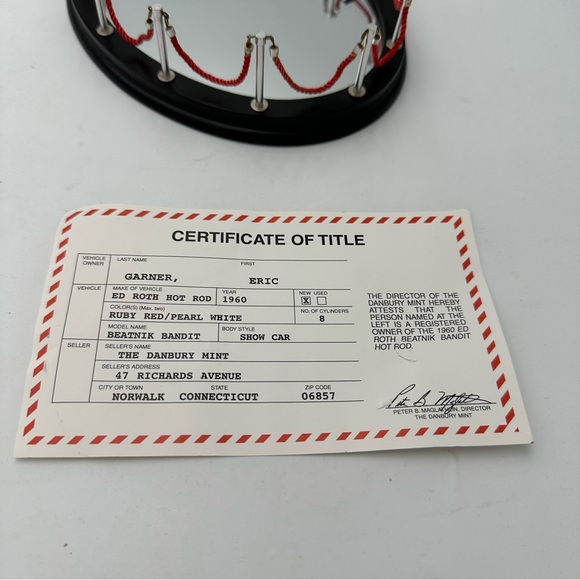 CERTIFICATE OF TITLE
VEHICLE OWNER LAST NAME FIRST
GARNER, ERIC
VEHICLE MAKE OF VEHICLE YEAR NEW USED
ED ROTH HOT ROD 1960 X
COLOR(S) (Max. two) NO. OF CYLINDERS
RUBY RED/PEARL WHITE 8
MODEL NAME BODY STYLE
BEATNIK BANDIT SHOW CAR
SELLER SELLER'S NAME
THE DANBURY MINT
SELLER'S ADDRESS
47 RICHARDS AVENUE
CITY OR TOWN STATE ZIP CODE
NORWALK CONNECTICUT 06857
THE DIRECTOR OF THE
DANBURY MINT HEREBY
ATTESTS THAT THE
PERSON NAMED AT THE
LEFT IS A REGISTERED
OWNER OF THE 1960 ED
ROTH BEATNIK BANDIT
HOT ROD.
PETER B. MAGLATHLIN, DIRECTOR
THE DANBURY MINT